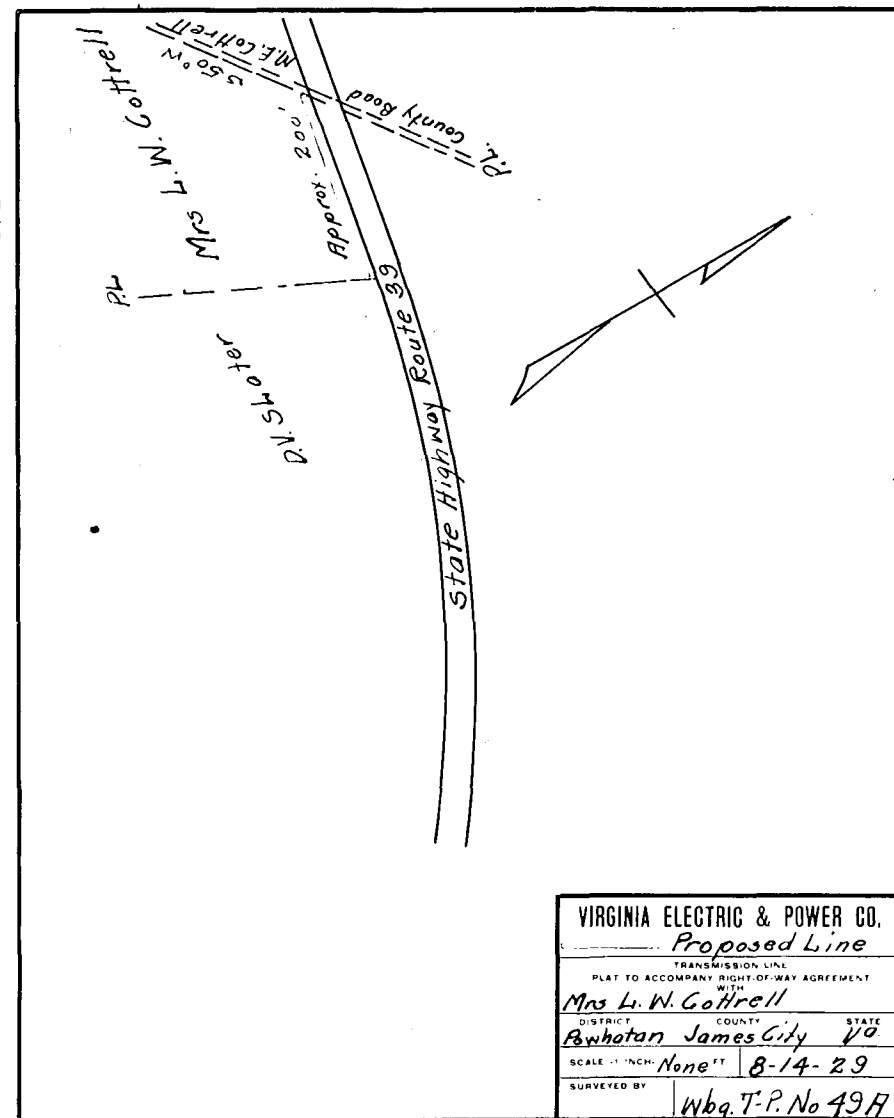 M.E. Cottrell
S 50° W
P.L. County Road
Mrs L.W. Cottrell
Approx. 200'
P.L.
D.V. Slater
State Highway Route 39
VIRGINIA ELECTRIC & POWER CO.
Proposed Line
TRANSMISSION LINE
PLAT TO ACCOMPANY RIGHT-OF-WAY AGREEMENT
WITH
Mrs L. W. Cottrell
DISTRICT COUNTY STATE
Powhatan James City Va
SCALE -1 INCH- None FT 8-14-29
SURVEYED BY
Wbg. T-P. No 49A